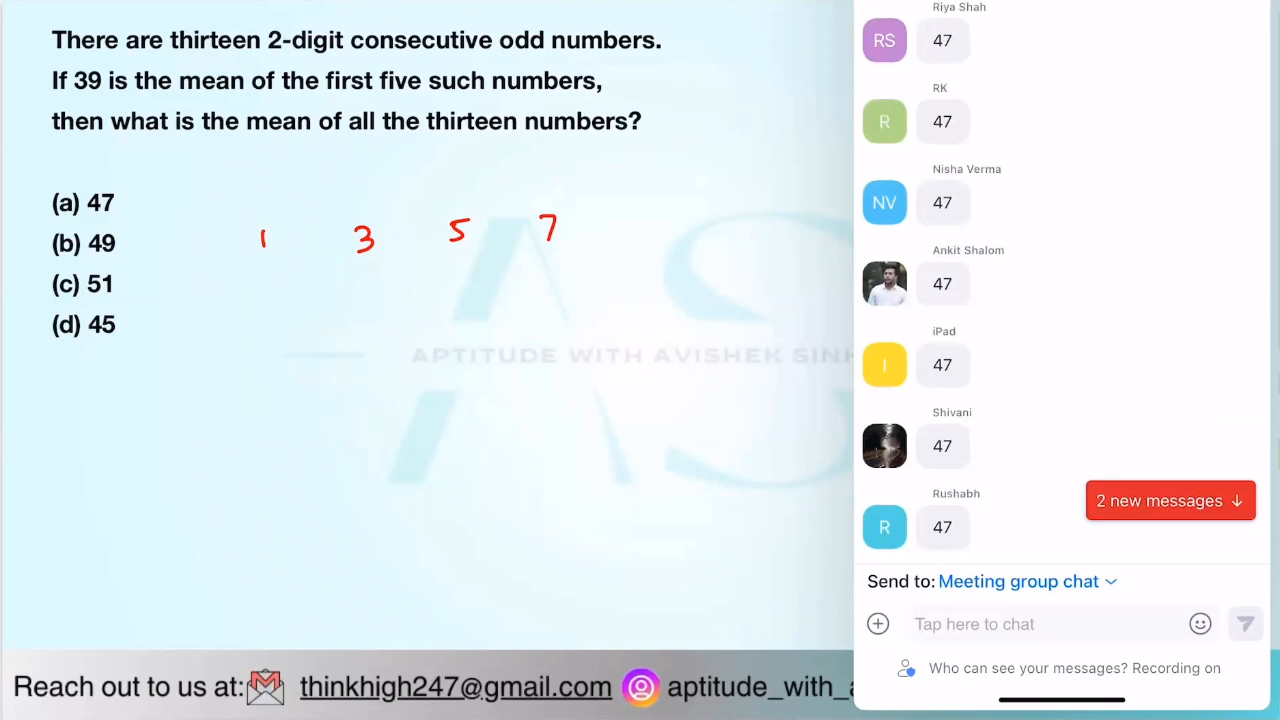 There are thirteen 2-digit consecutive odd numbers.
If 39 is the mean of the first five such numbers,
then what is the mean of all the thirteen numbers?
(a) 47
(b) 49
(c) 51
(d) 45
1 3 5 7
AS
APTITUDE WITH AVISHEK SINH
Reach out to us at: thinkhigh247@gmail.com aptitude_with_a
Riya Shah
RS 47
RK
R 47
Nisha Verma
NV 47
Ankit Shalom
47
iPad
I 47
Shivani
47
Rushabh
R 47
2 new messages ↓
Send to: Meeting group chat
Tap here to chat
Who can see your messages? Recording on